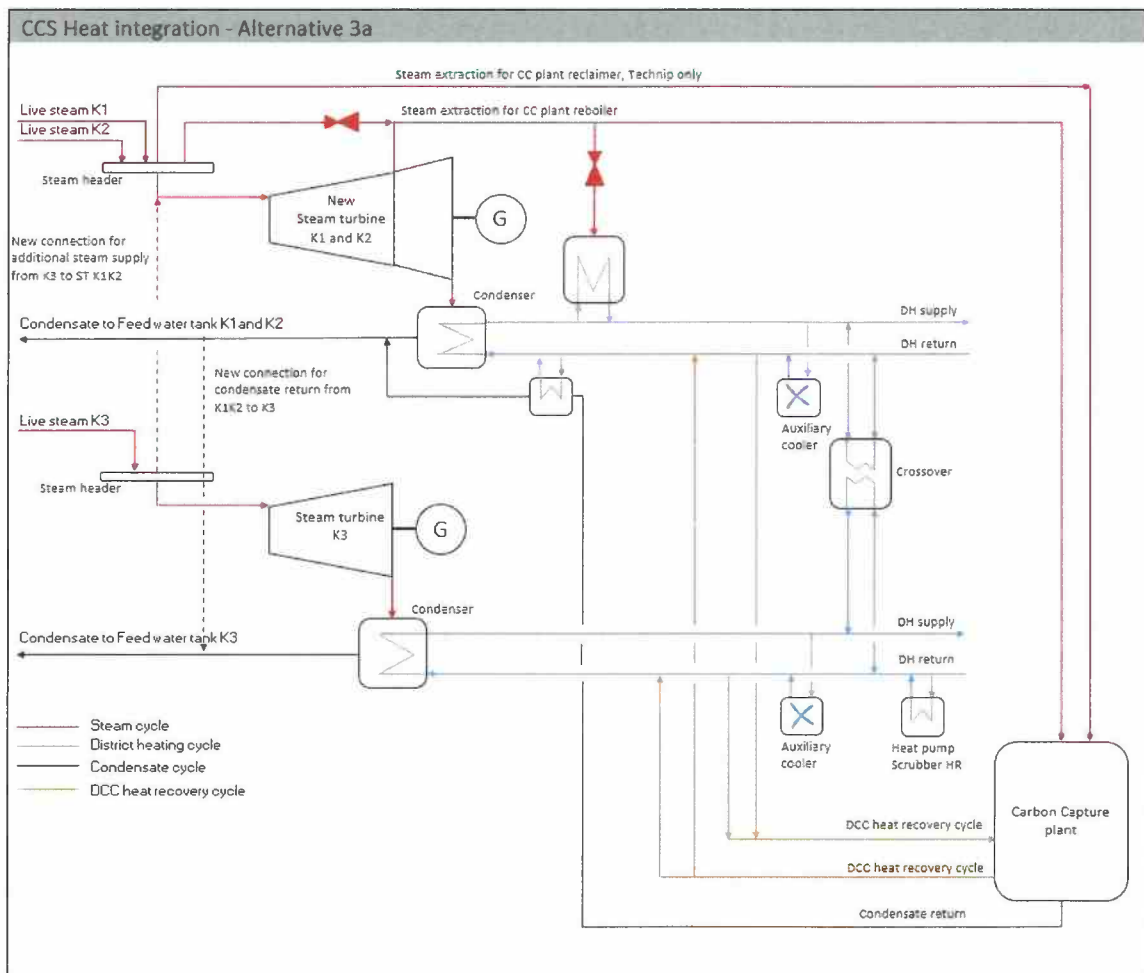 CCS Heat integration - Alternative 3a
Steam extraction for CC plant reclaimer, Technip only
Live steam K1
Steam extraction for CC plant reboiler
Live steam K2
Steam header
New
Steam turbine
K1 and K2
G
New connection for
additional steam supply
from K3 to ST K1K2
Condenser
Condensate to Feed water tank K1 and K2
DH supply
DH return
New connection for
condensate return from
K1K2 to K3
Auxiliary
cooler
Crossover
Live steam K3
Steam header
Steam turbine
K3
G
Condenser
Condensate to Feed water tank K3
DH supply
DH return
Auxiliary
cooler
Heat pump
Scrubber HR
Steam cycle
District heating cycle
Condensate cycle
DCC heat recovery cycle
Carbon Capture
plant
DCC heat recovery cycle
DCC heat recovery cycle
Condensate return